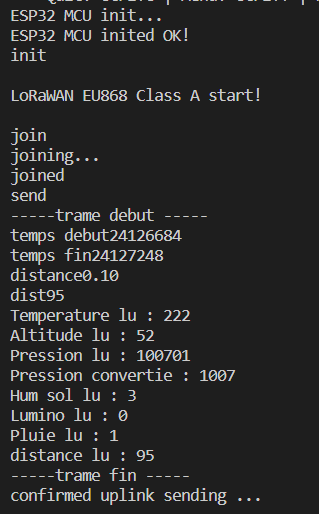 ESP32 MCU init...
ESP32 MCU inited OK!
init
LoRaWAN EU868 Class A start!
join
joining...
joined
send
-----trame debut -----
temps debut24126684
temps fin24127248
distance0.10
dist95
Temperature lu : 222
Altitude lu : 52
Pression lu : 100701
Pression convertie : 1007
Hum sol lu : 3
Lumino lu : 0
Pluie lu : 1
distance lu : 95
-----trame fin -----
confirmed uplink sending ...